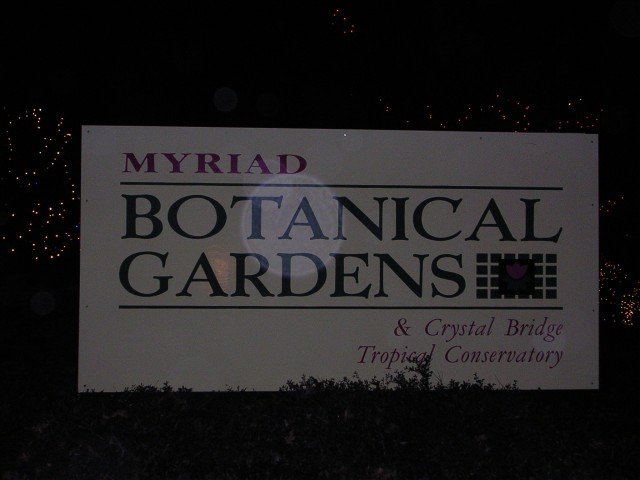 MYRIAD
BOTANICAL
GARDENS
& Crystal Bridge
Tropical Conservatory